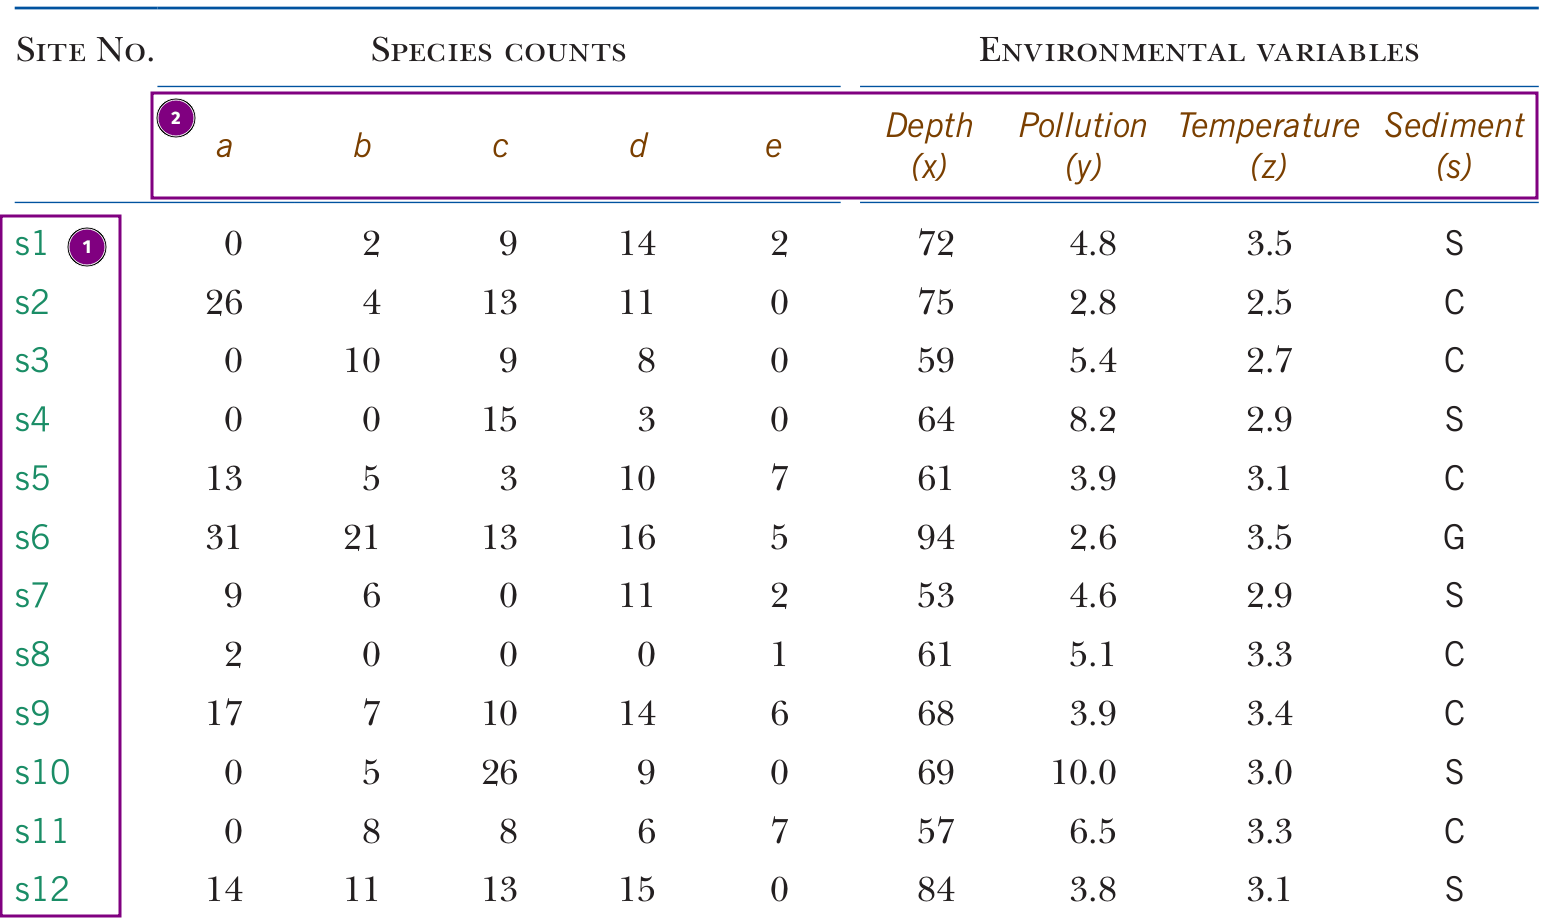 SITE NO. SPECIES COUNTS ENVIRONMENTAL VARIABLES
2 a b c d e Depth (x) Pollution (y) Temperature (z) Sediment (s)
s1 1 0 2 9 14 2 72 4.8 3.5 S
s2 26 4 13 11 0 75 2.8 2.5 C
s3 0 10 9 8 0 59 5.4 2.7 C
s4 0 0 15 3 0 64 8.2 2.9 S
s5 13 5 3 10 7 61 3.9 3.1 C
s6 31 21 13 16 5 94 2.6 3.5 G
s7 9 6 0 11 2 53 4.6 2.9 S
s8 2 0 0 0 1 61 5.1 3.3 C
s9 17 7 10 14 6 68 3.9 3.4 C
s10 0 5 26 9 0 69 10.0 3.0 S
s11 0 8 8 6 7 57 6.5 3.3 C
s12 14 11 13 15 0 84 3.8 3.1 S